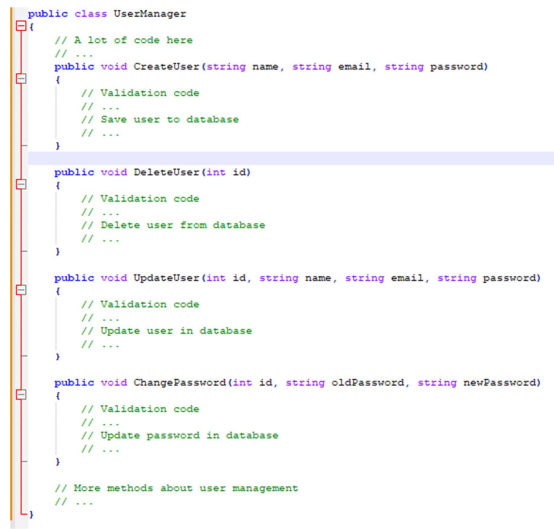 public class UserManager
{
// A lot of code here
// ...
public void CreateUser(string name, string email, string password)
{
// Validation code
// ...
// Save user to database
// ...
}
public void DeleteUser(int id)
{
// Validation code
// ...
// Delete user from database
// ...
}
public void UpdateUser(int id, string name, string email, string password)
{
// Validation code
// ...
// Update user in database
// ...
}
public void ChangePassword(int id, string oldPassword, string newPassword)
{
// Validation code
// ...
// Update password in database
// ...
}
// More methods about user management
// ...
}